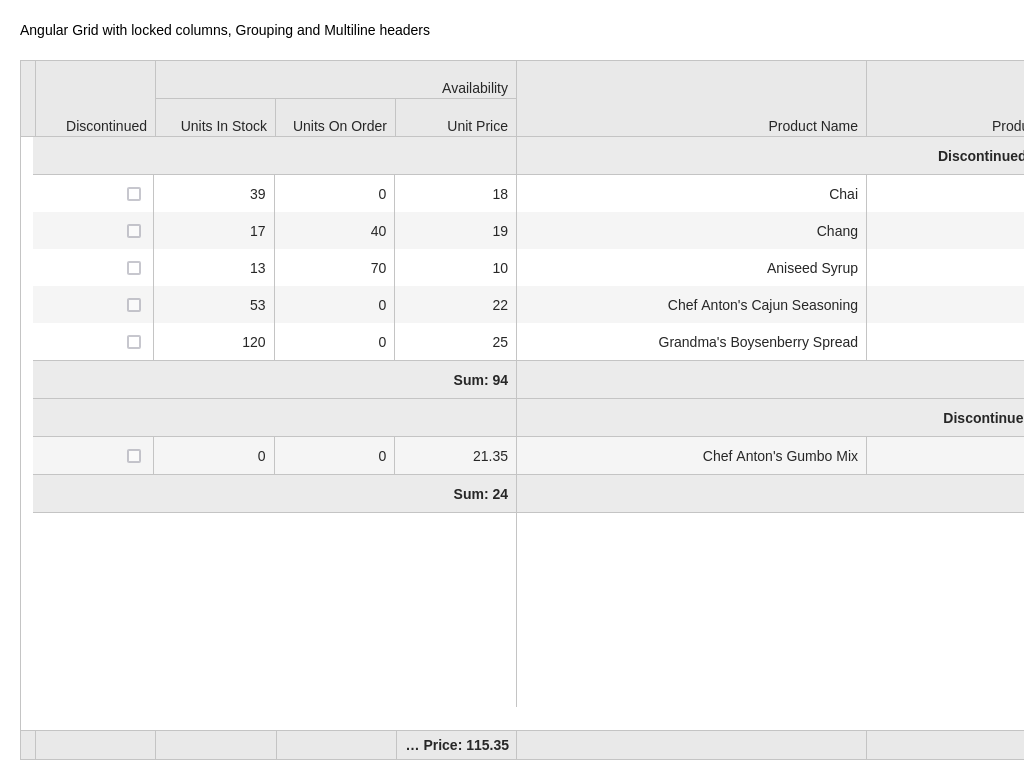 Angular Grid with locked columns, Grouping and Multiline headers
Availability
Discontinued Units In Stock Units On Order Unit Price Product Name
Discontinued
39 0 18 Chai
17 40 19 Chang
13 70 10 Aniseed Syrup
53 0 22 Chef Anton's Cajun Seasoning
120 0 25 Grandma's Boysenberry Spread
Sum: 94
0 0 21.35 Chef Anton's Gumbo Mix
Sum: 24
… Price: 115.35